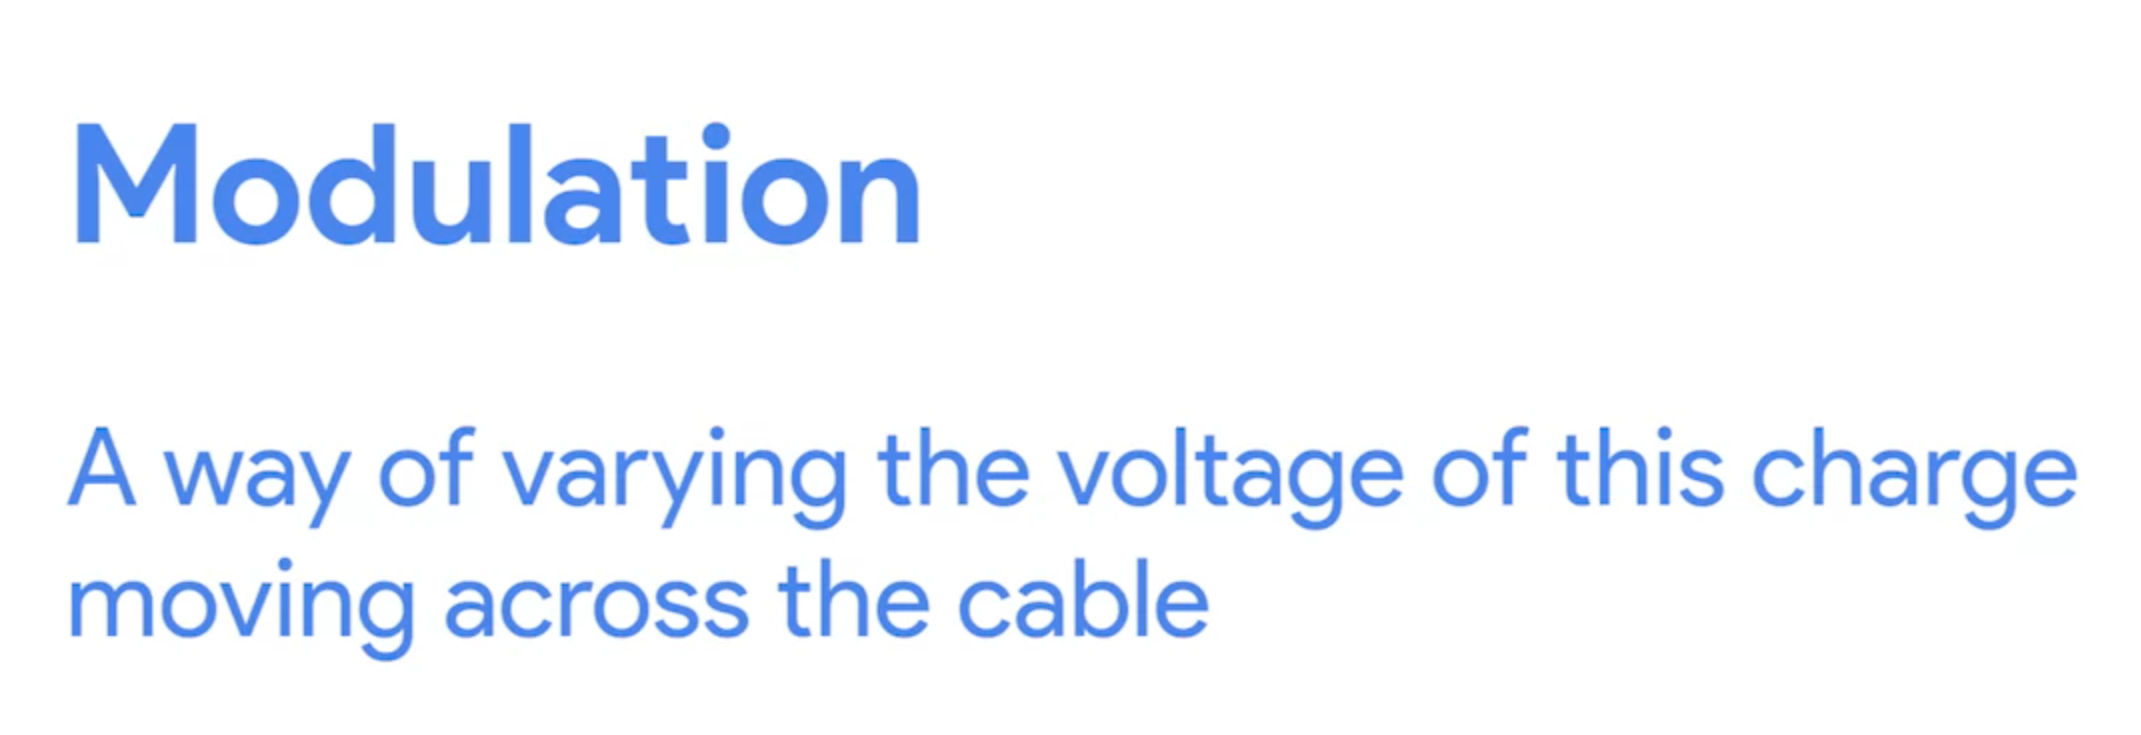 Modulation
A way of varying the voltage of this charge
moving across the cable